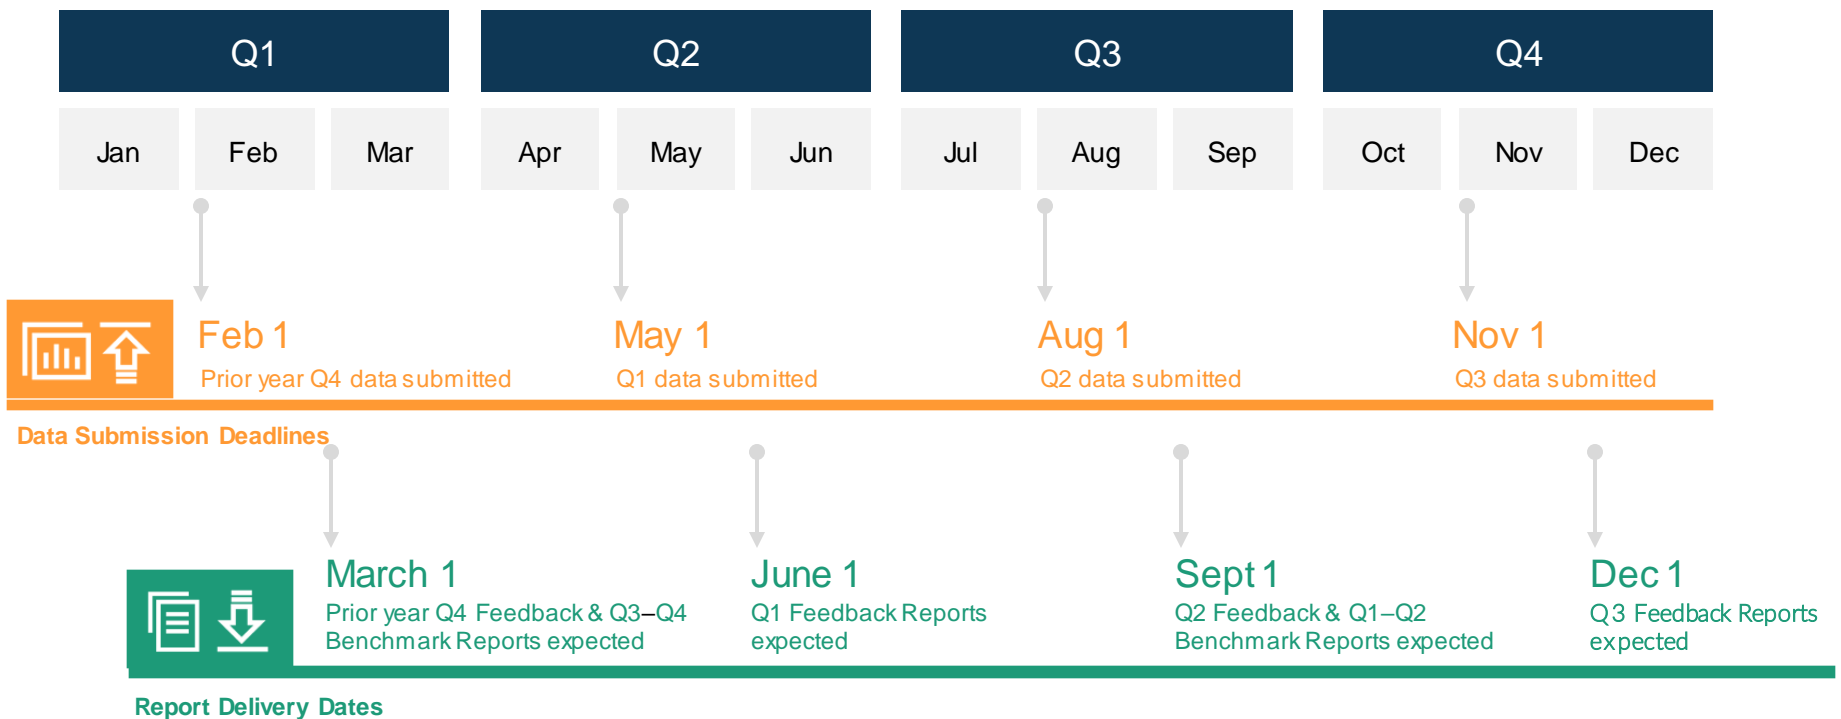 Q1
Q2
Q3
Q4
Jan
Feb
Mar
Apr
May
Jun
Jul
Aug
Sep
Oct
Nov
Dec
Feb 1
Prior year Q4 data submitted
May 1
Q1 data submitted
Aug 1
Q2 data submitted
Nov 1
Q3 data submitted
Data Submission Deadlines
March 1
Prior year Q4 Feedback & Q3–Q4
Benchmark Reports expected
June 1
Q1 Feedback Reports
expected
Sept 1
Q2 Feedback & Q1–Q2
Benchmark Reports expected
Dec 1
Q3 Feedback Reports
expected
Report Delivery Dates